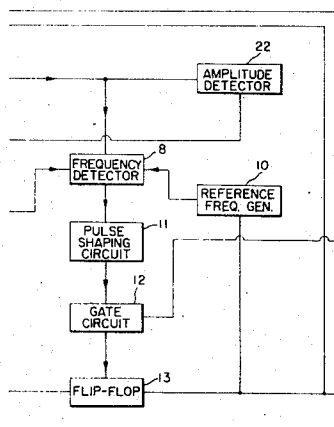 22
AMPLITUDE
DETECTOR
8
FREQUENCY
DETECTOR
10
REFERENCE
FREQ. GEN.
PULSE
SHAPING
CIRCUIT
11
12
GATE
CIRCUIT
13
FLIP-FLOP